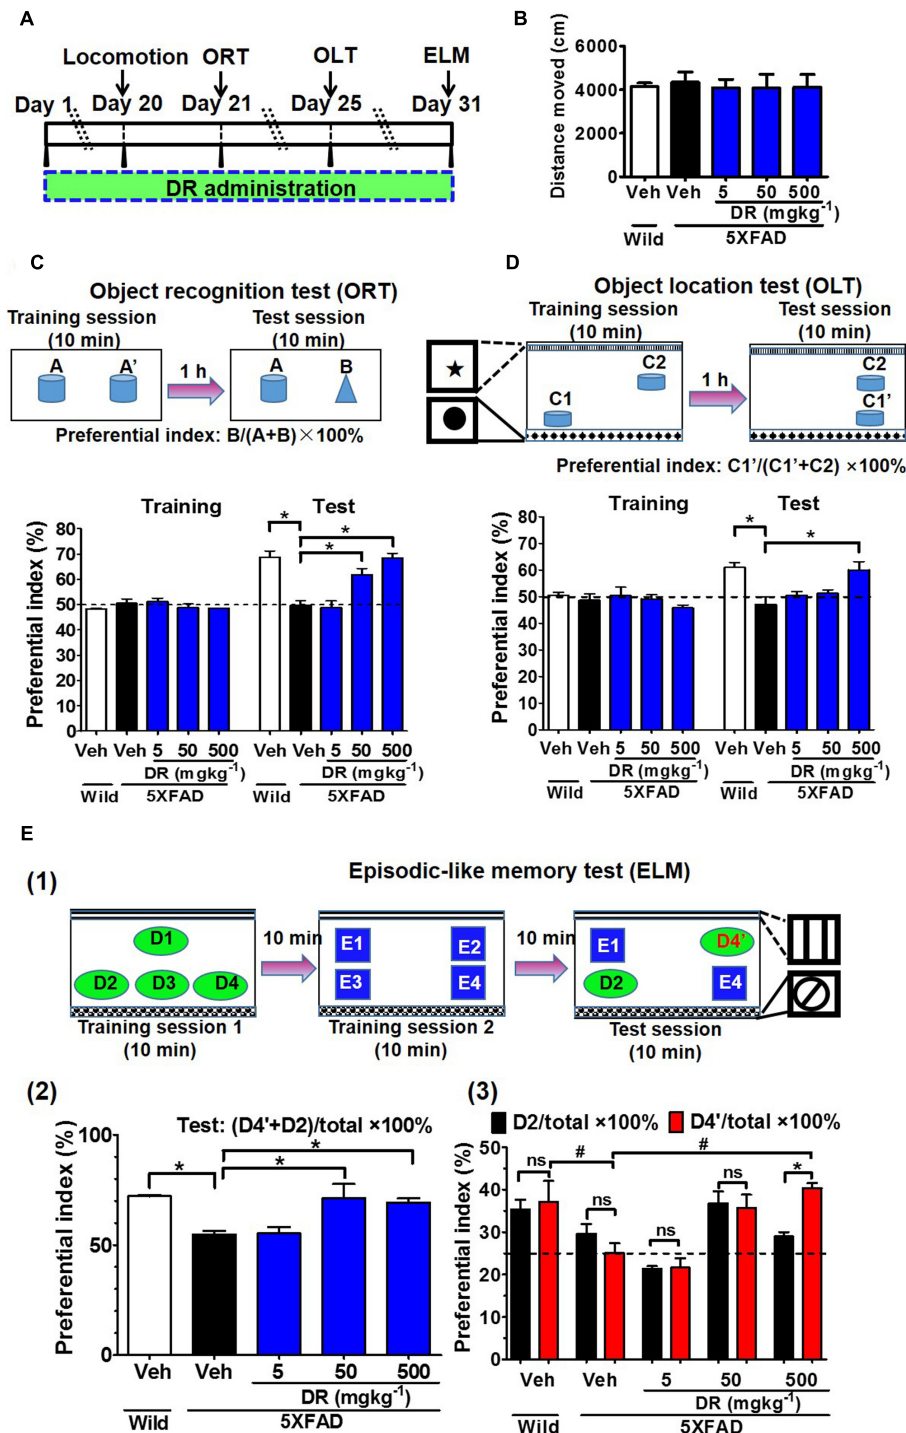 A
Locomotion ORT OLT ELM
Day 1 Day 20 Day 21 Day 25 Day 31
DR administration
B
Distance moved (cm)
6000
4000
2000
0
Veh Veh 5 50 500
DR (mgkg-1)
Wild 5XFAD
C
Object recognition test (ORT)
Training session Test session
(10 min) (10 min)
A A' 1 h A B
Preferential index: B/(A+B)×100%
Training Test
Preferential index (%)
80
70
60
50
40
30
20
10
0
* * *
Veh Veh 5 50 500 Veh Veh 5 50 500
DR (mgkg-1) DR (mgkg-1)
Wild 5XFAD Wild 5XFAD
D
Object location test (OLT)
Training session Test session
(10 min) (10 min)
C1 C2 1 h C2 C1'
Preferential index: C1'/(C1'+C2) ×100%
Training Test
Preferential index (%)
80
70
60
50
40
30
20
10
0
* *
Veh Veh 5 50 500 Veh Veh 5 50 500
DR (mgkg-1) DR (mgkg-1)
Wild 5XFAD Wild 5XFAD
E
(1)
Episodic-like memory test (ELM)
D1 10 min E1 E2 10 min E1 D4'
D2 D3 D4 E3 E4 D2 E4
Training session 1 Training session 2 Test session
(10 min) (10 min) (10 min)
(2)
Test: (D4'+D2)/total ×100%
Preferential index (%)
100
50
0
* * *
Veh Veh 5 50 500
DR (mgkg-1)
Wild 5XFAD
(3)
D2/total ×100% D4'/total ×100%
Preferential index (%)
50
40
30
20
10
0
ns # ns ns # ns *
Veh Veh 5 50 500
DR (mgkg-1)
Wild 5XFAD